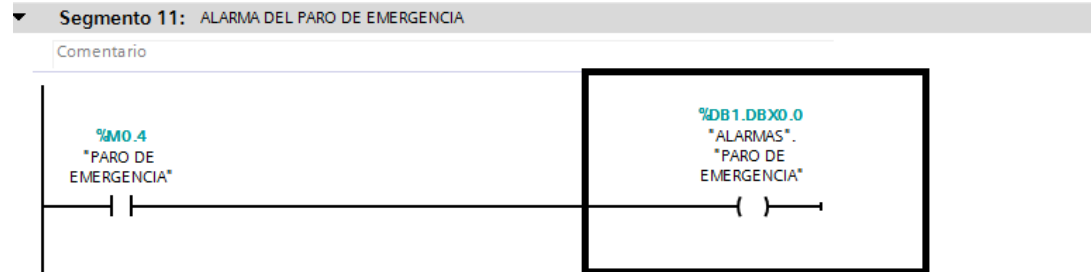 Segmento 11: ALARMA DEL PARO DE EMERGENCIA
Comentario
%M0.4
"PARO DE
EMERGENCIA"
%DB1.DBX0.0
"ALARMAS".
"PARO DE
EMERGENCIA"